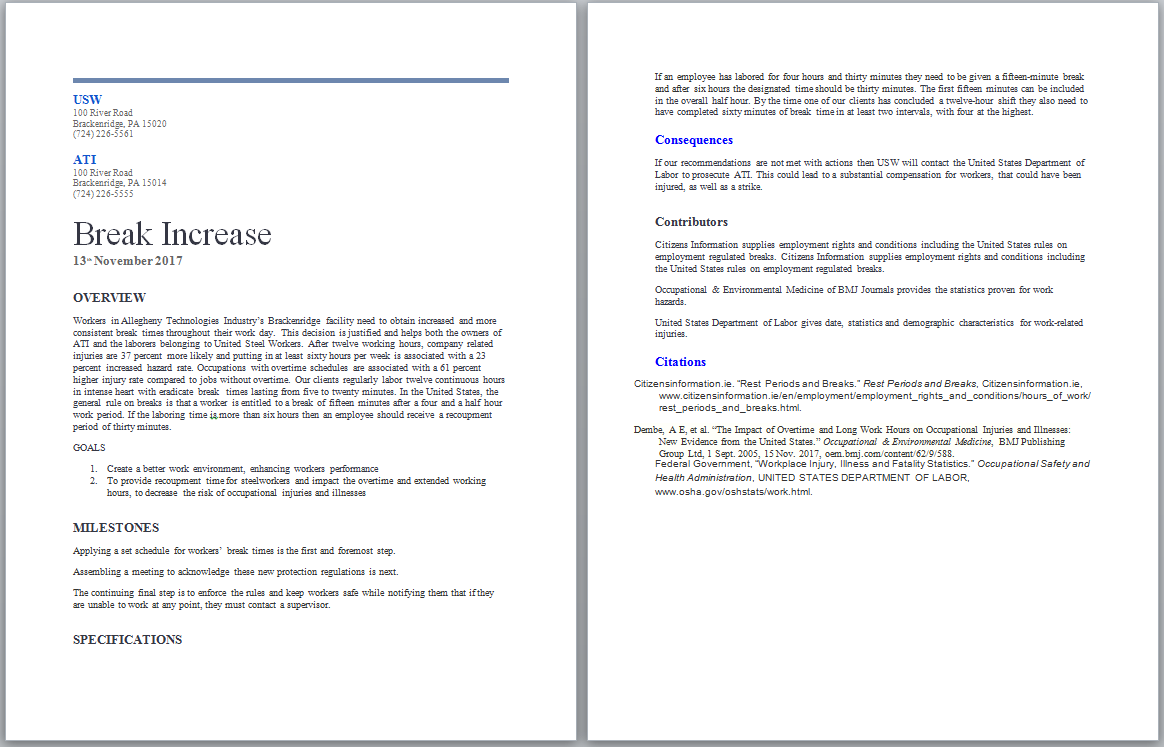 USW
100 River Road
Brackenridge, PA 15020
(724) 226-5561
ATI
100 River Road
Brackenridge, PA 15014
(724) 226-5555
Break Increase
13th November 2017
OVERVIEW
Workers in Allegheny Technologies Industry's Brackenridge facility need to obtain increased and more
consistent break times throughout their work day. This decision is justified and helps both the owners of
ATI and the laborers belonging to United Steel Workers. After twelve working hours, company related
injuries are 37 percent more likely and putting in at least sixty hours per week is associated with a 23
percent increased hazard rate. Occupations with overtime schedules are associated with a 61 percent
higher injury rate compared to jobs without overtime. Our clients regularly labor twelve continuous hours
in intense heart with eradicate break times lasting from five to twenty minutes. In the United States, the
general rule on breaks is that a worker is entitled to a break of fifteen minutes after a four and a half hour
work period. If the laboring time is more than six hours then an employee should receive a recoupment
period of thirty minutes.
GOALS
1. Create a better work environment, enhancing workers performance
2. To provide recoupment time for steelworkers and impact the overtime and extended working
hours, to decrease the risk of occupational injuries and illnesses
MILESTONES
Applying a set schedule for workers' break times is the first and foremost step.
Assembling a meeting to acknowledge these new protection regulations is next.
The continuing final step is to enforce the rules and keep workers safe while notifying them that if they
are unable to work at any point, they must contact a supervisor.
SPECIFICATIONS
If an employee has labored for four hours and thirty minutes they need to be given a fifteen-minute break
and after six hours the designated time should be thirty minutes. The first fifteen minutes can be included
in the overall half hour. By the time one of our clients has concluded a twelve-hour shift they also need to
have completed sixty minutes of break time in at least two intervals, with four at the highest.
Consequences
If our recommendations are not met with actions then USW will contact the United States Department of
Labor to prosecute ATI. This could lead to a substantial compensation for workers, that could have been
injured, as well as a strike.
Contributors
Citizens Information supplies employment rights and conditions including the United States rules on
employment regulated breaks. Citizens Information supplies employment rights and conditions including
the United States rules on employment regulated breaks.
Occupational & Environmental Medicine of BMJ Journals provides the statistics proven for work
hazards.
United States Department of Labor gives date, statistics and demographic characteristics for work-related
injuries.
Citations
Citizensinformation.ie. "Rest Periods and Breaks." Rest Periods and Breaks, Citizensinformation.ie,
www.citizensinformation.ie/en/employment/employment_rights_and_conditions/hours_of_work/
rest_periods_and_breaks.html.
Dembe, A E, et al. "The Impact of Overtime and Long Work Hours on Occupational Injuries and Illnesses:
New Evidence from the United States." Occupational & Environmental Medicine, BMJ Publishing
Group Ltd, 1 Sept. 2005, 15 Nov. 2017, oem.bmj.com/content/62/9/588.
Federal Government, "Workplace Injury, Illness and Fatality Statistics." Occupational Safety and
Health Administration, UNITED STATES DEPARTMENT OF LABOR,
www.osha.gov/oshstats/work.html.